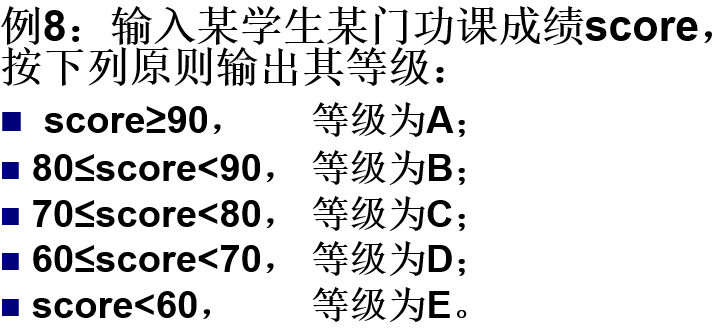 例8：输入某学生某门功课成绩score，
按下列原则输出其等级：
■ score≥90， 等级为A；
■ 80≤score<90， 等级为B；
■ 70≤score<80， 等级为C；
■ 60≤score<70， 等级为D；
■ score<60， 等级为E。